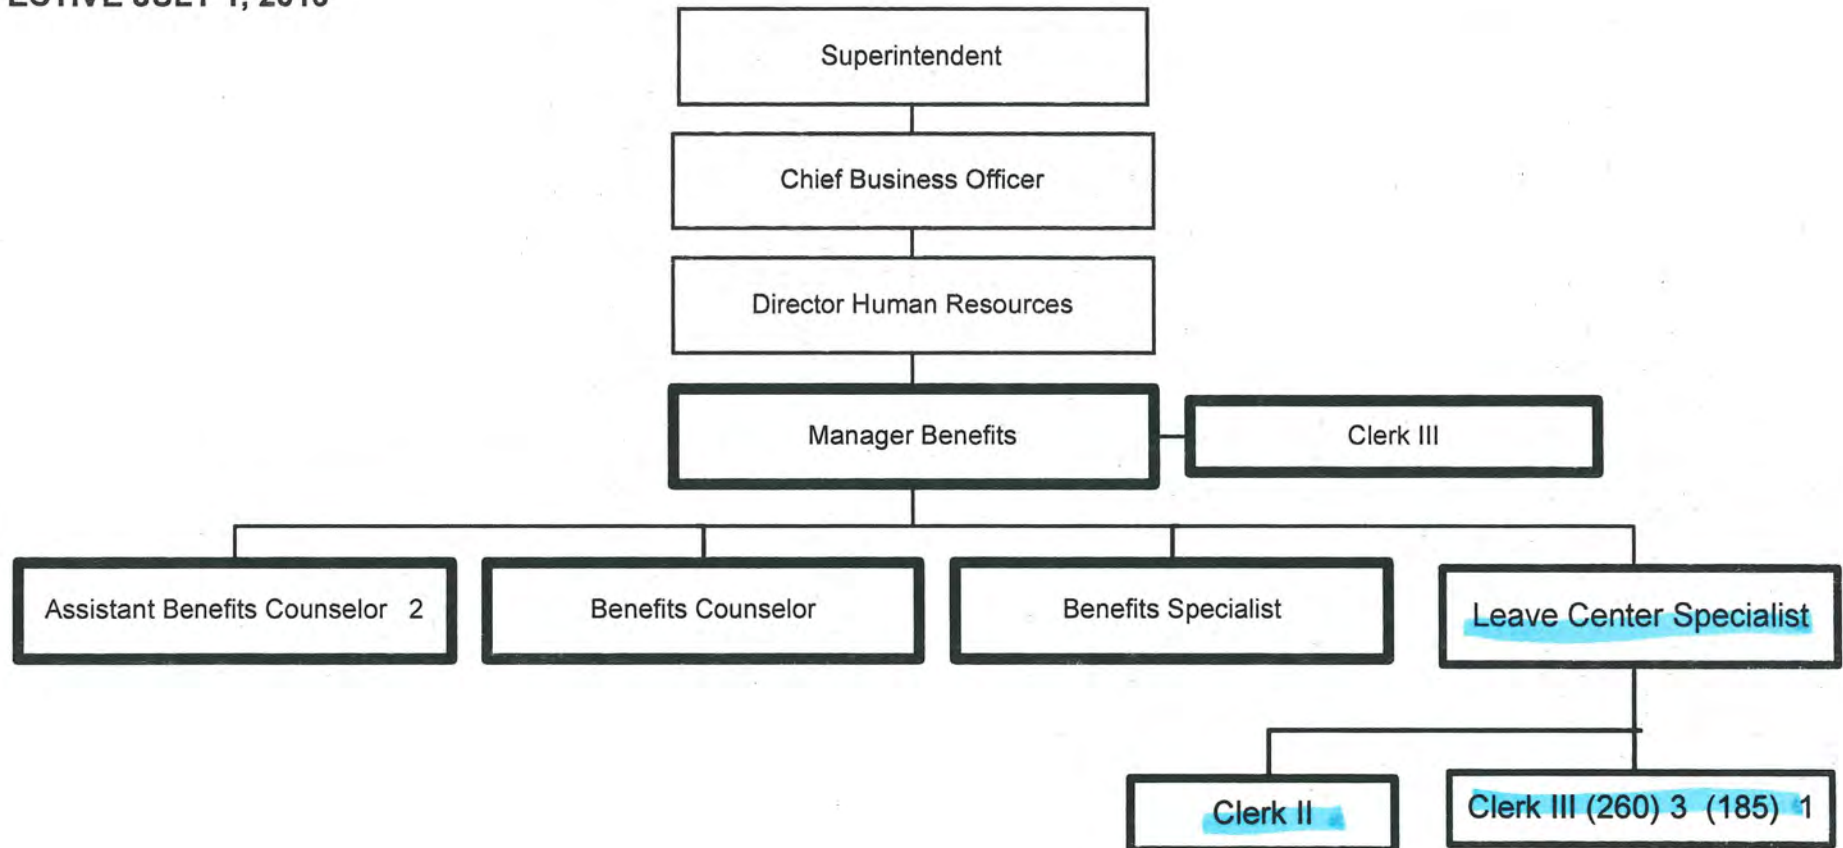 Superintendent
Chief Business Officer
Director Human Resources
Manager Benefits
Clerk III
Assistant Benefits Counselor 2
Benefits Counselor
Benefits Specialist
Leave Center Specialist
Clerk II
Clerk III (260) 3 (185) 1